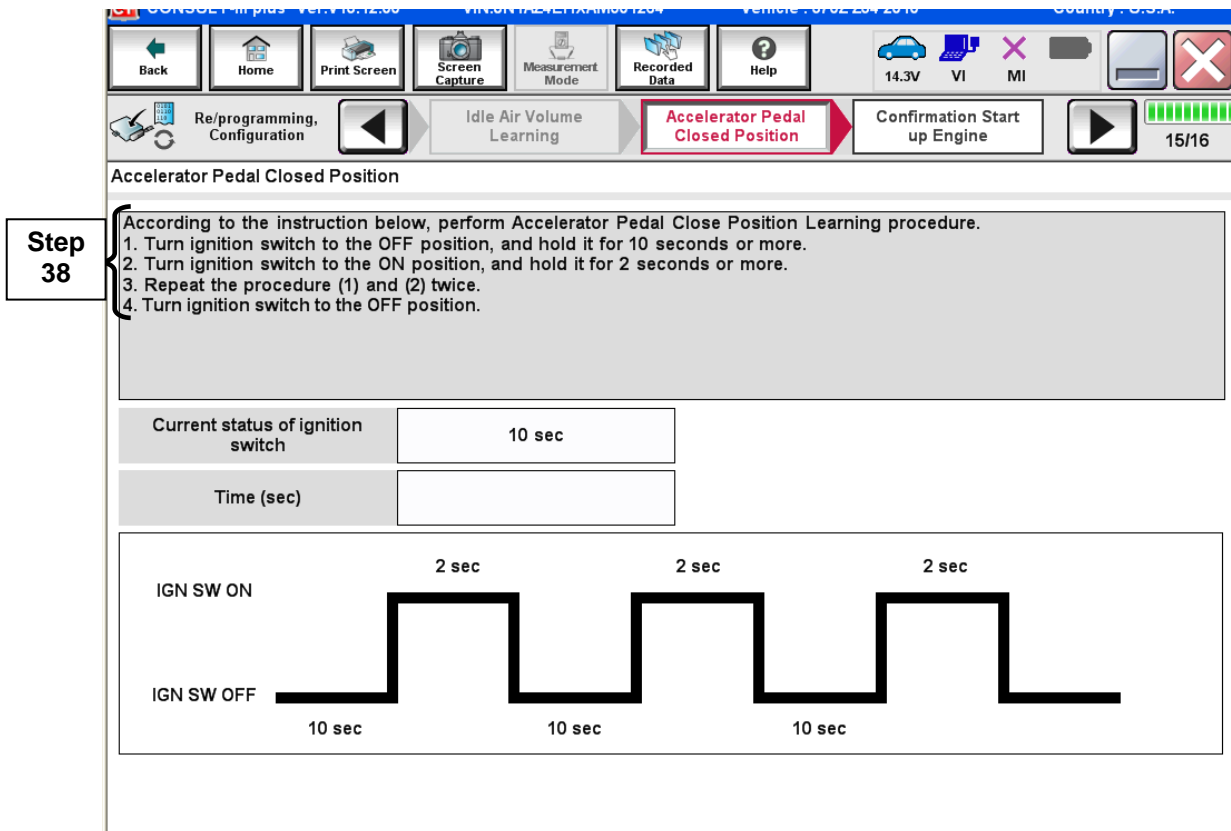 Back
Home
Print Screen
Screen
Capture
Measurement
Mode
Recorded
Data
Help
14.3V
VI
MI
Re/programming,
Configuration
Idle Air Volume
Learning
Accelerator Pedal
Closed Position
Confirmation Start
up Engine
15/16
Accelerator Pedal Closed Position
Step
38
According to the instruction below, perform Accelerator Pedal Close Position Learning procedure.
1. Turn ignition switch to the OFF position, and hold it for 10 seconds or more.
2. Turn ignition switch to the ON position, and hold it for 2 seconds or more.
3. Repeat the procedure (1) and (2) twice.
4. Turn ignition switch to the OFF position.
Current status of ignition
switch
10 sec
Time (sec)
2 sec 2 sec 2 sec
IGN SW ON
IGN SW OFF
10 sec 10 sec 10 sec